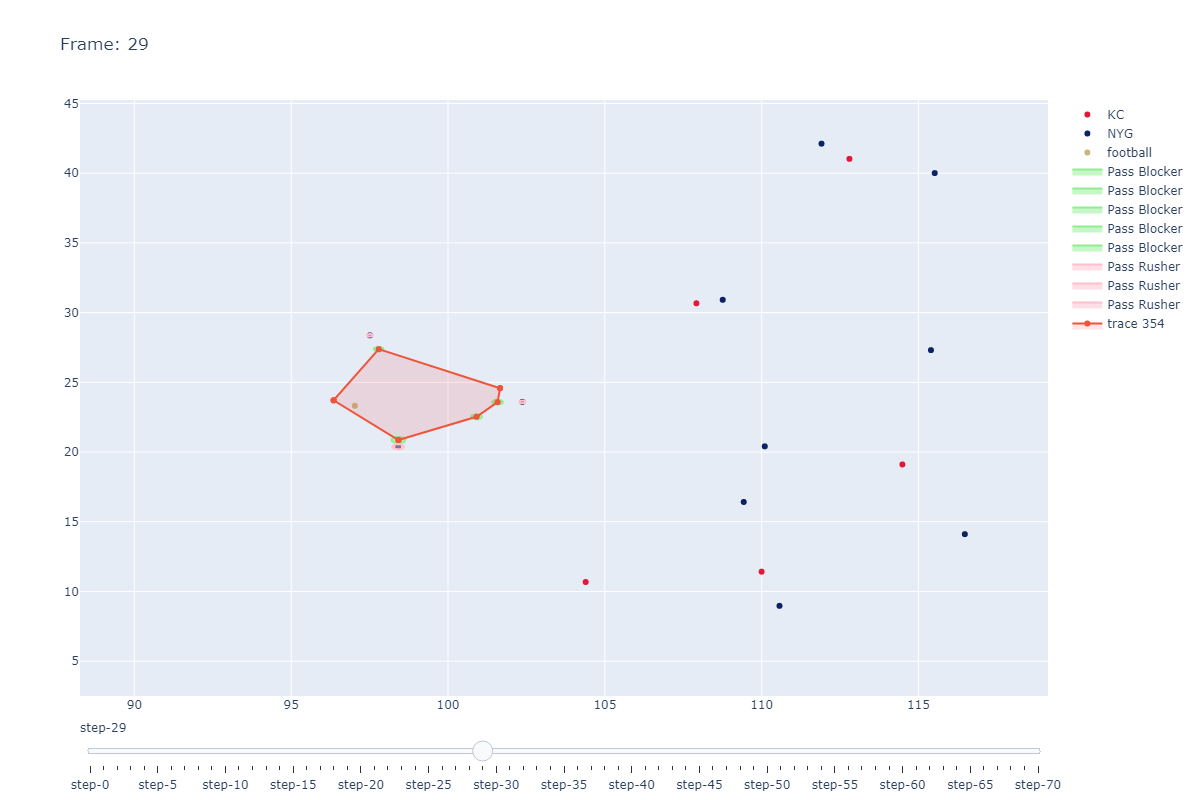 Frame: 29
45
40
35
30
25
20
15
10
5
90 95 100 105 110 115
KC
NYG
football
Pass Blocker
Pass Blocker
Pass Blocker
Pass Blocker
Pass Blocker
Pass Rusher
Pass Rusher
Pass Rusher
trace 354
step-29
step-0 step-5 step-10 step-15 step-20 step-25 step-30 step-35 step-40 step-45 step-50 step-55 step-60 step-65 step-70